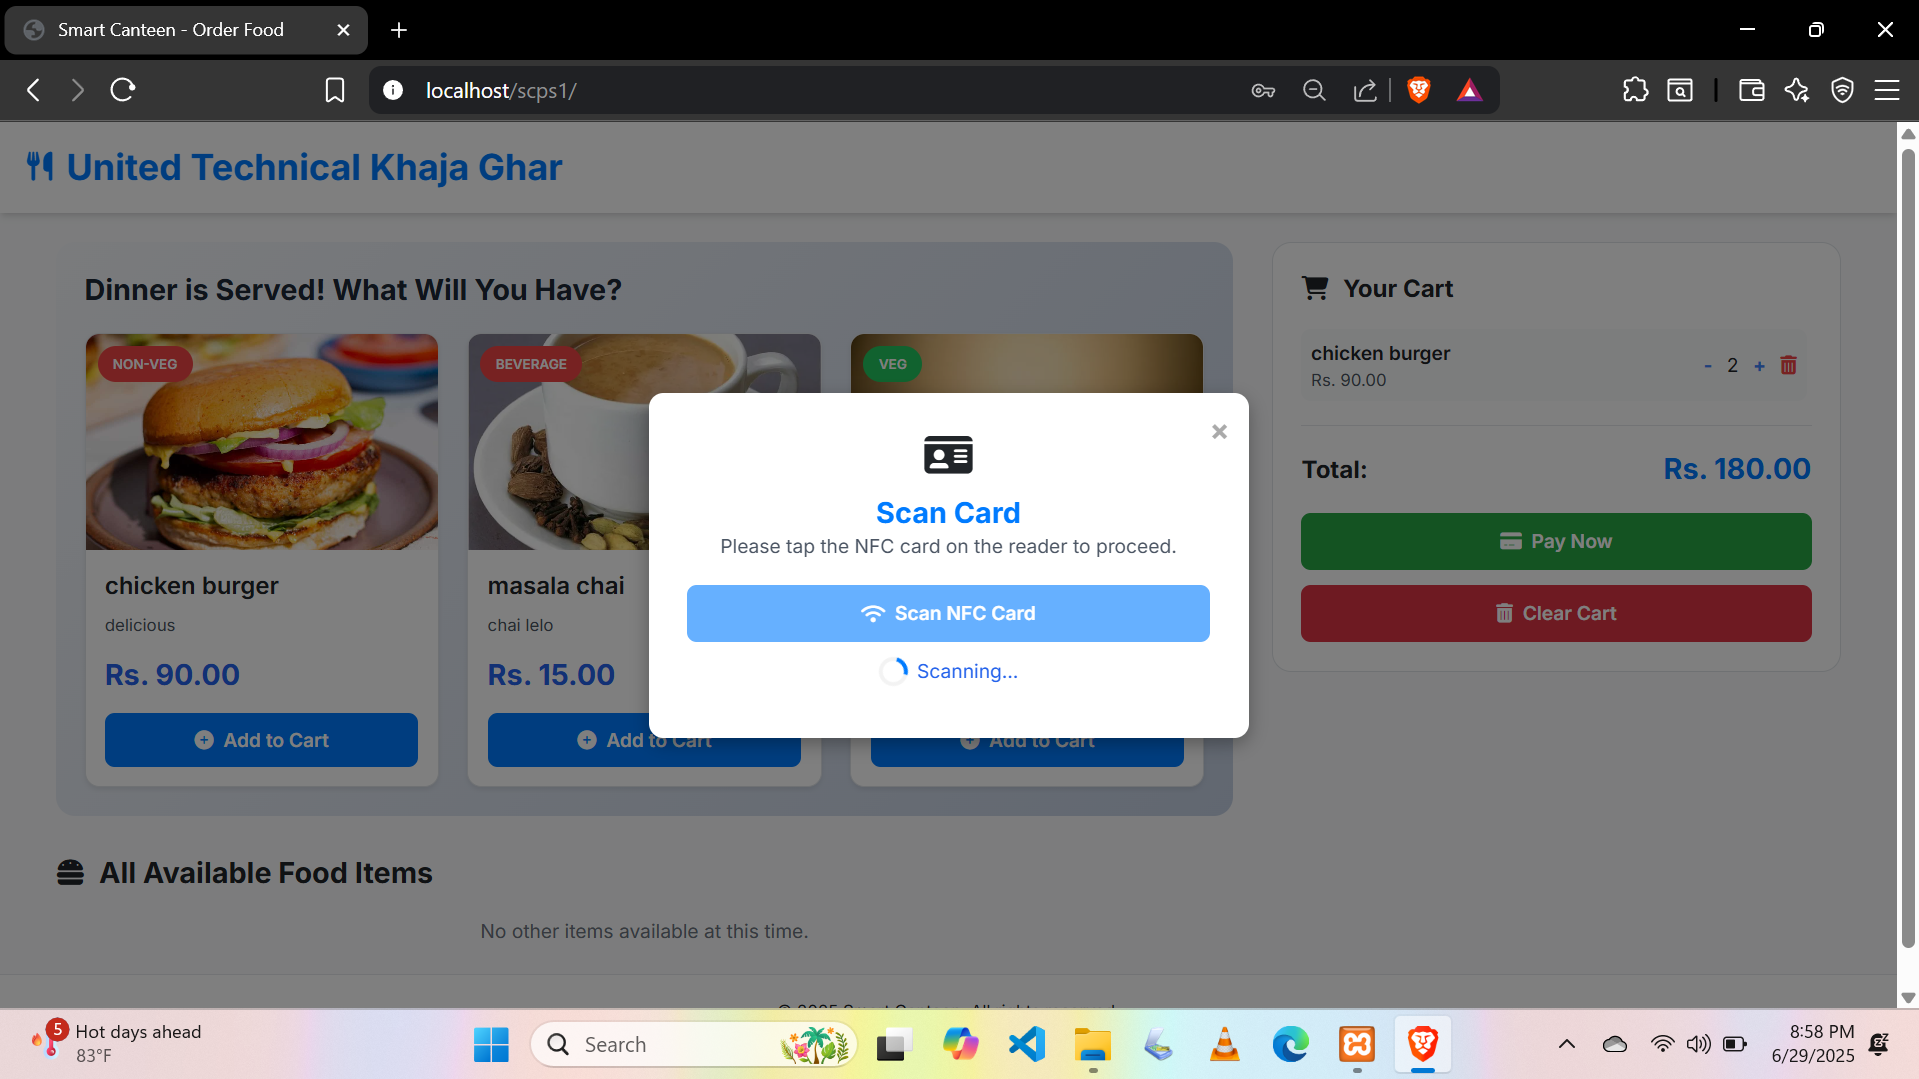 Smart Canteen - Order Food
localhost/scps1/
United Technical Khaja Ghar
Dinner is Served! What Will You Have?
NON-VEG
BEVERAGE
VEG
chicken burger
delicious
Rs. 90.00
Add to Cart
masala chai
chai lelo
Rs. 15.00
Add to Cart
Add to Cart
Scan Card
Please tap the NFC card on the reader to proceed.
Scan NFC Card
Scanning...
Your Cart
chicken burger
Rs. 90.00
- 2 +
Total:
Rs. 180.00
Pay Now
Clear Cart
All Available Food Items
No other items available at this time.
5
Hot days ahead
83°F
Search
8:58 PM
6/29/2025